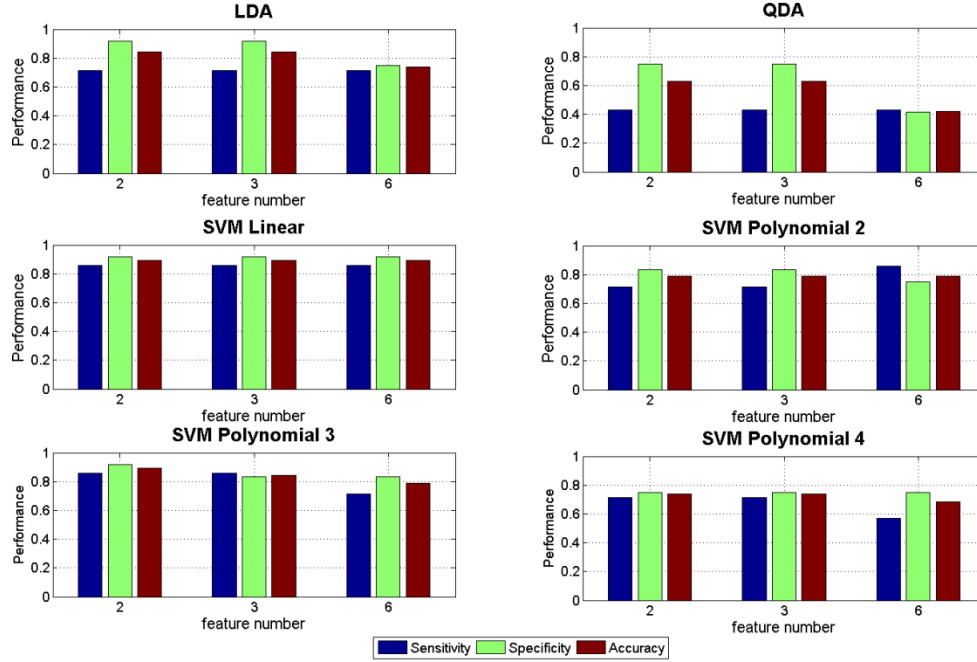 LDA
Performance
1
0.8
0.6
0.4
0.2
0
2
3
6
feature number
QDA
Performance
1
0.8
0.6
0.4
0.2
0
2
3
6
feature number
SVM Linear
Performance
1
0.8
0.6
0.4
0.2
0
2
3
6
feature number
SVM Polynomial 2
Performance
1
0.8
0.6
0.4
0.2
0
2
3
6
feature number
SVM Polynomial 3
Performance
1
0.8
0.6
0.4
0.2
0
2
3
6
feature number
SVM Polynomial 4
Performance
1
0.8
0.6
0.4
0.2
0
2
3
6
feature number
Sensitivity Specificity Accuracy